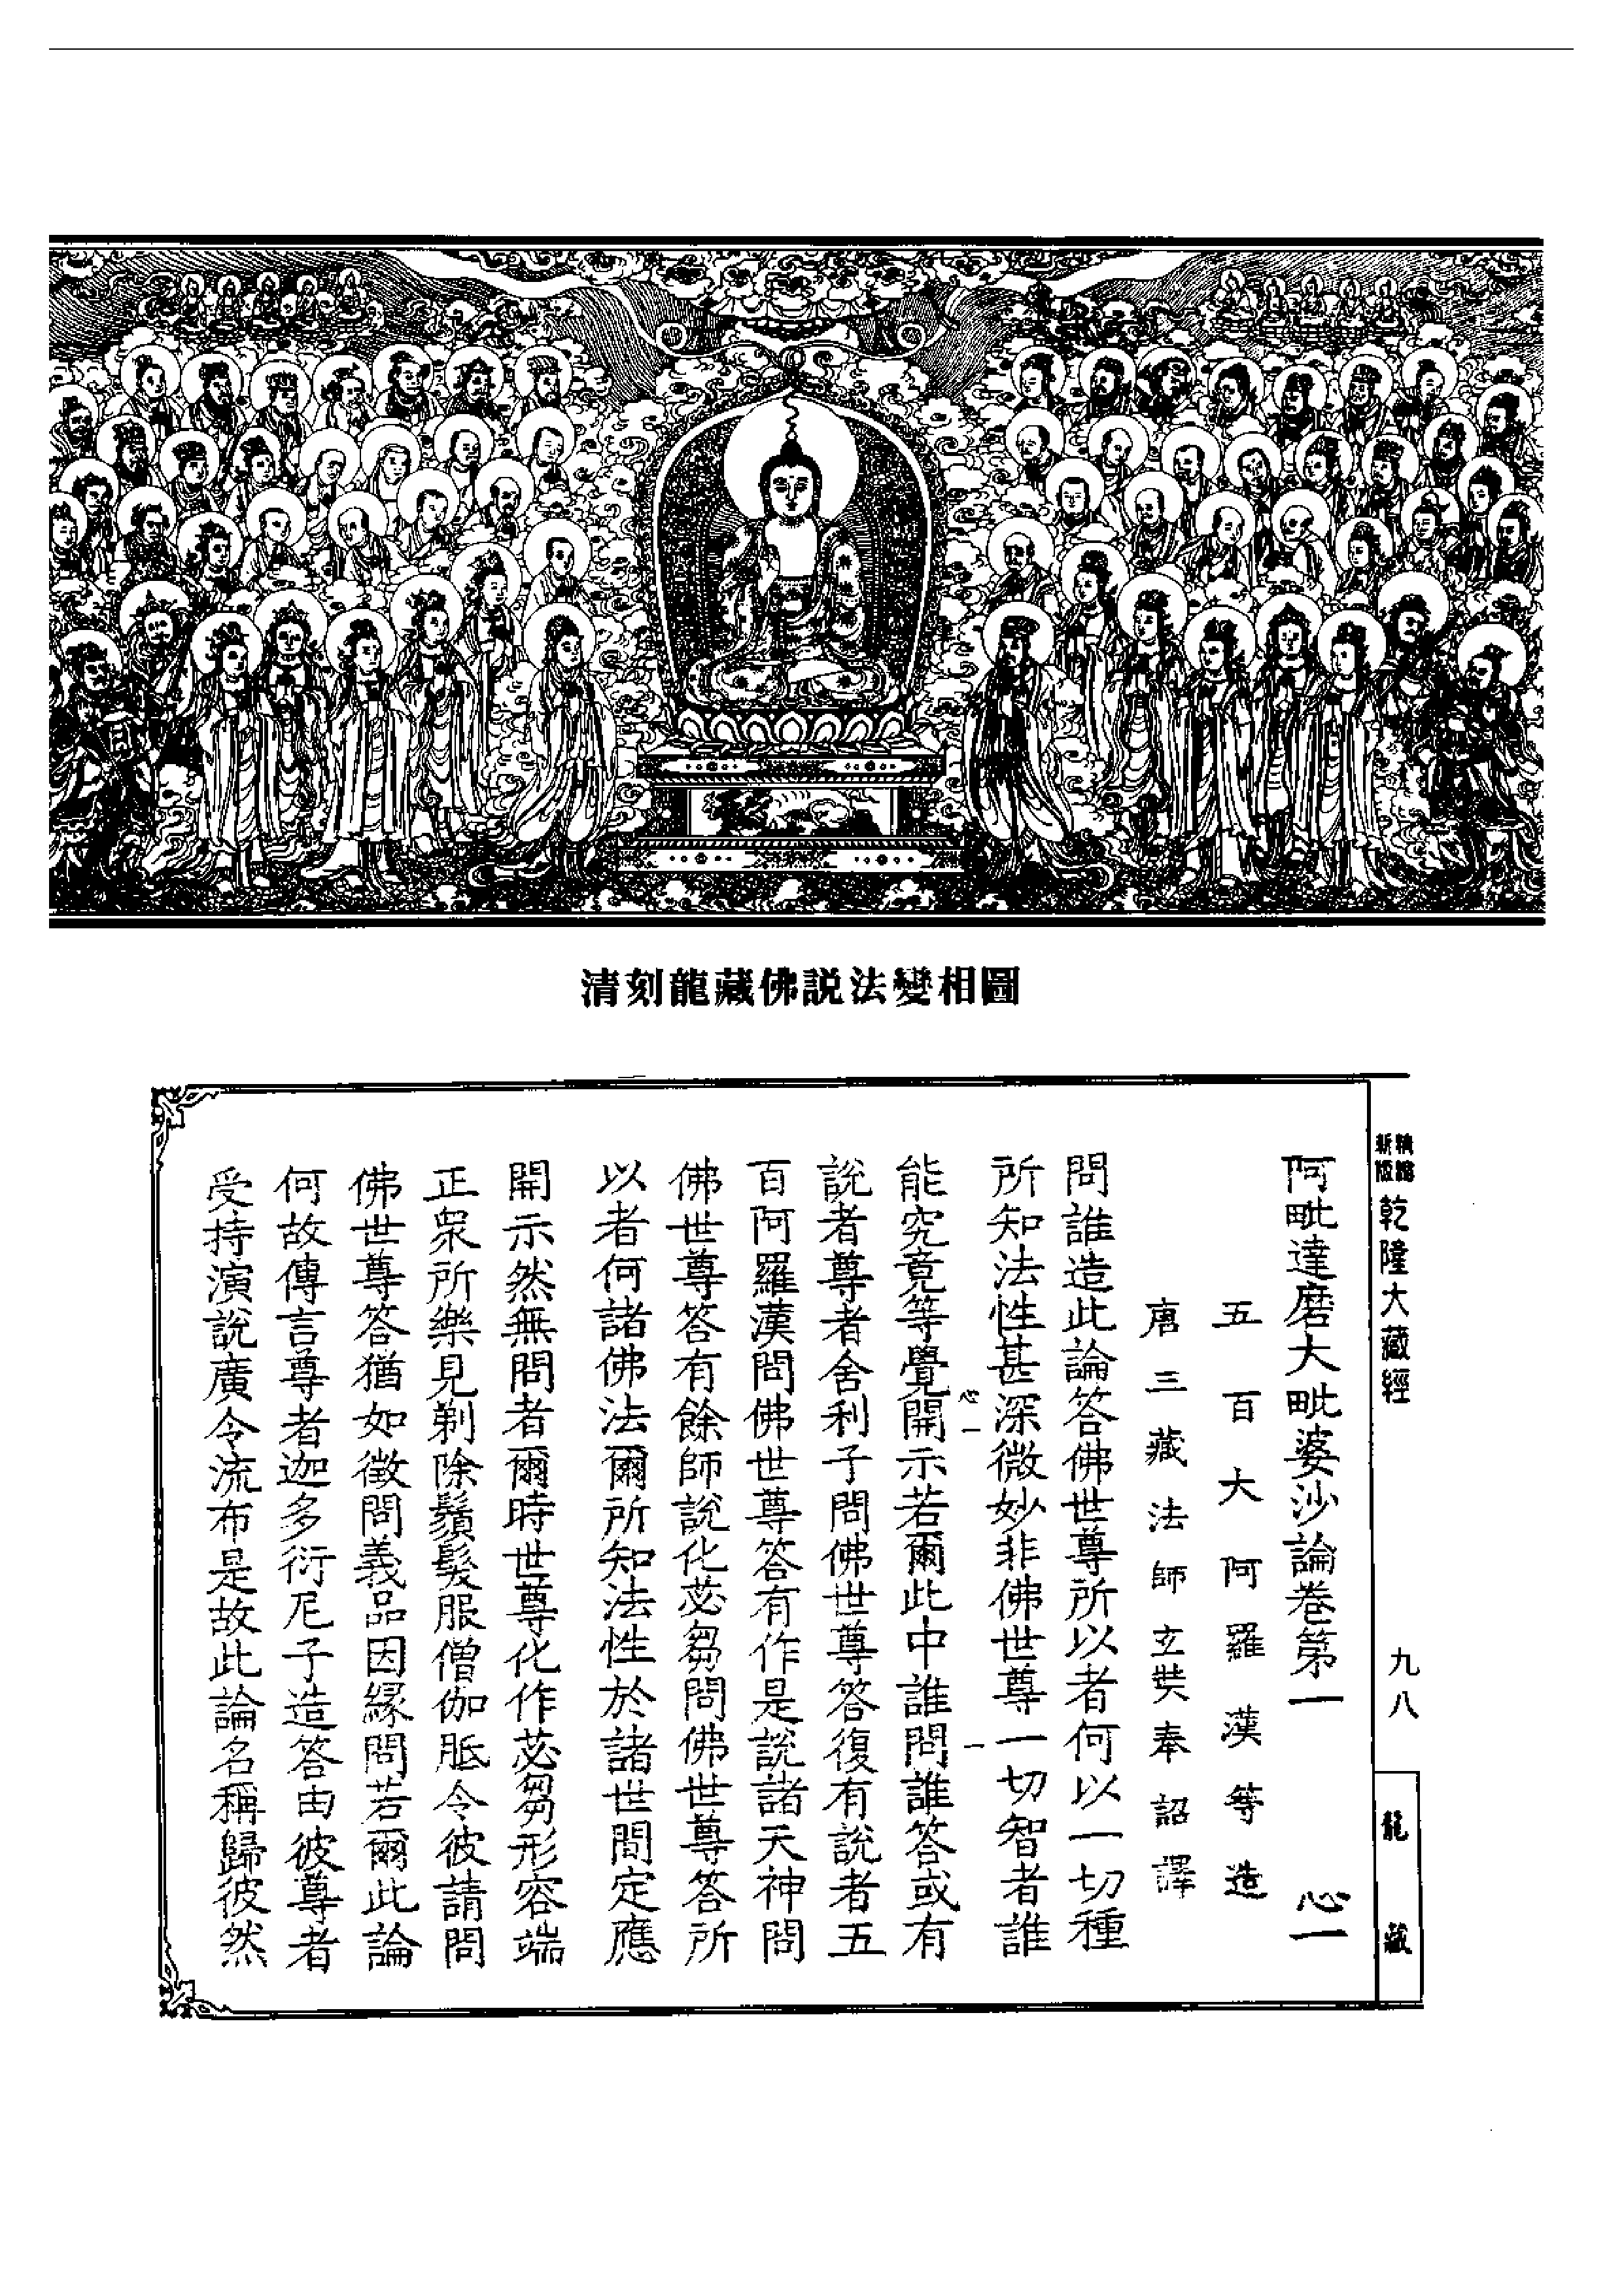 清刻龍藏佛説法變相圖
精縮
新版
乾隆大藏經
九八
龍藏
阿毗達磨大毗婆沙論卷第一 心一
五百大阿羅漢等造
唐三藏法師玄奘奉詔譯
問誰造此論答佛世尊所以者何以一切種
所知法性甚深微妙非佛世尊一切智者誰
心一 一
能究竟等覺開示若爾此中誰問誰答或有
說者尊者舍利子問佛世尊答復有說者五
百阿羅漢問佛世尊答有作是說諸天神問
佛世尊答有餘師說化苾芻問佛世尊答所
以者何諸佛法爾所知法性於諸世間定應
開示然無問者爾時世尊化作苾芻形容端
正衆所樂見剃除鬚髮服僧伽胝令彼請問
佛世尊答猶如徵問義品因緣問若爾此論
何故傳言尊者迦多衍尼子造答由彼尊者
受持演說廣令流布是故此論名稱歸彼然